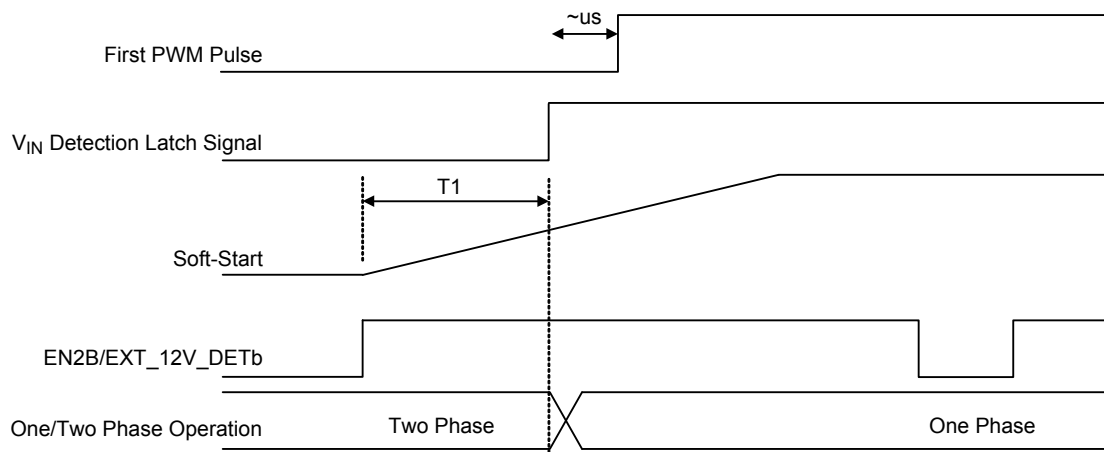 ~us
First PWM Pulse
VIN Detection Latch Signal
T1
Soft-Start
EN2B/EXT_12V_DETb
One/Two Phase Operation
Two Phase
One Phase